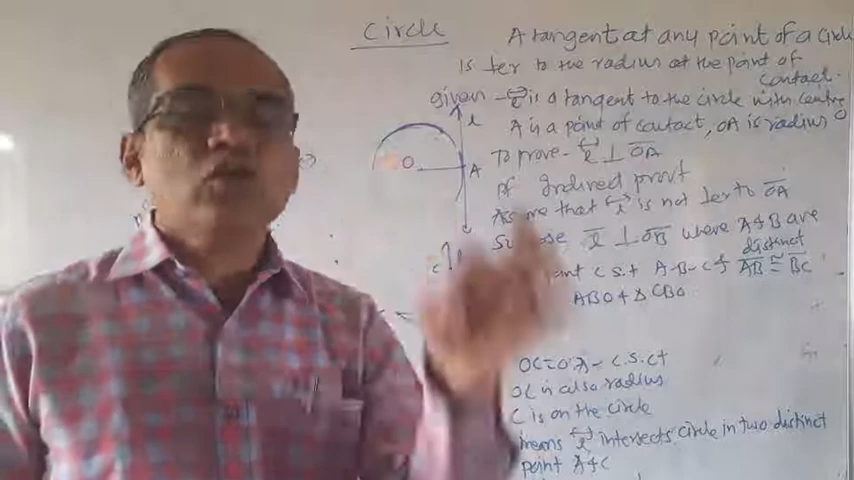 Circle
A tangent at any point of a Circle
is ter to the radius at the point of
contact.
given - l is a tangent to the circle with centre O
A is a point of contact, OA is radius
l
O
A
To prove - l ⊥ OA
Pf Indirect
Assume that l is not ter to OA
Suppose l ⊥ OB where A & B are
distinct
C s.t A-B-C & AB ≅ BC
ABO & Δ CBO
c
l
OC = OA - C.S.CT
OC is also radius
C is on the circle
means l intersects circle in two distinct
point A & C